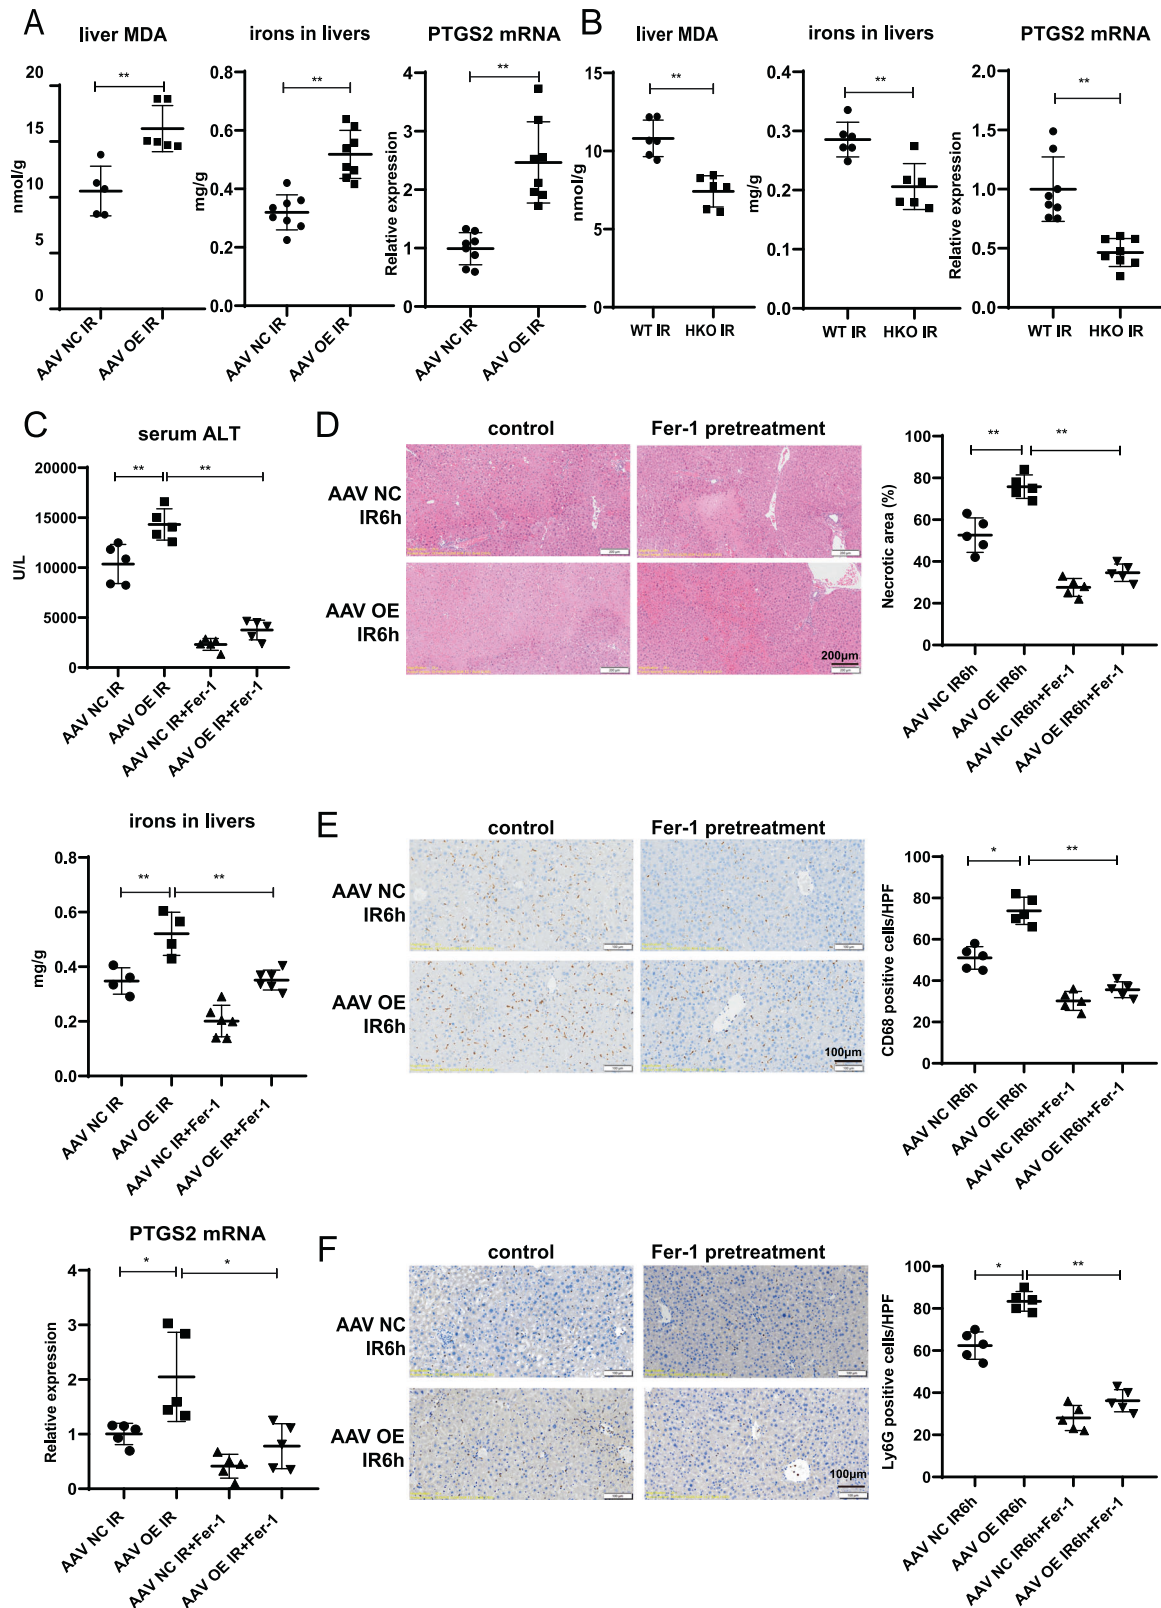 A
liver MDA
irons in livers
PTGS2 mRNA
B
liver MDA
irons in livers
PTGS2 mRNA
**
**
**
**
**
**
nmol/g
20
15
10
5
0
AAV NC IR
AAV OE IR
mg/g
0.8
0.6
0.4
0.2
0.0
AAV NC IR
AAV OE IR
Relative expression
4
3
2
1
0
AAV NC IR
AAV OE IR
nmol/g
15
10
5
0
WT IR
HKO IR
mg/g
0.4
0.3
0.2
0.1
0.0
WT IR
HKO IR
Relative expression
2.0
1.5
1.0
0.5
0.0
WT IR
HKO IR
C
serum ALT
**
**
U/L
20000
15000
10000
5000
0
AAV NC IR
AAV OE IR
AAV NC IR+Fer-1
AAV OE IR+Fer-1
irons in livers
**
**
mg/g
0.8
0.6
0.4
0.2
0.0
AAV NC IR
AAV OE IR
AAV NC IR+Fer-1
AAV OE IR+Fer-1
PTGS2 mRNA
*
*
Relative expression
4
3
2
1
0
AAV NC IR
AAV OE IR
AAV NC IR+Fer-1
AAV OE IR+Fer-1
D
control
Fer-1 pretreatment
AAV NC
IR6h
AAV OE
IR6h
200μm
**
**
Necrotic area (%)
100
80
60
40
20
0
AAV NC IR6h
AAV OE IR6h
AAV NC IR6h+Fer-1
AAV OE IR6h+Fer-1
E
control
Fer-1 pretreatment
AAV NC
IR6h
AAV OE
IR6h
100μm
*
**
CD68 positive cells/HPF
100
80
60
40
20
0
AAV NC IR6h
AAV OE IR6h
AAV NC IR6h+Fer-1
AAV OE IR6h+Fer-1
F
control
Fer-1 pretreatment
AAV NC
IR6h
AAV OE
IR6h
100μm
*
**
Ly6G positive cells/HPF
100
80
60
40
20
0
AAV NC IR6h
AAV OE IR6h
AAV NC IR6h+Fer-1
AAV OE IR6h+Fer-1